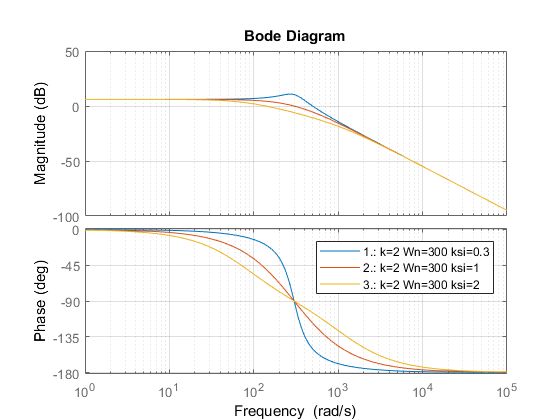 Bode Diagram
50
0
-50
-100
Magnitude (dB)
0
-45
-90
-135
-180
Phase (deg)
1.: k=2 Wn=300 ksi=0.3
2.: k=2 Wn=300 ksi=1
3.: k=2 Wn=300 ksi=2
10^0 10^1 10^2 10^3 10^4 10^5
Frequency (rad/s)